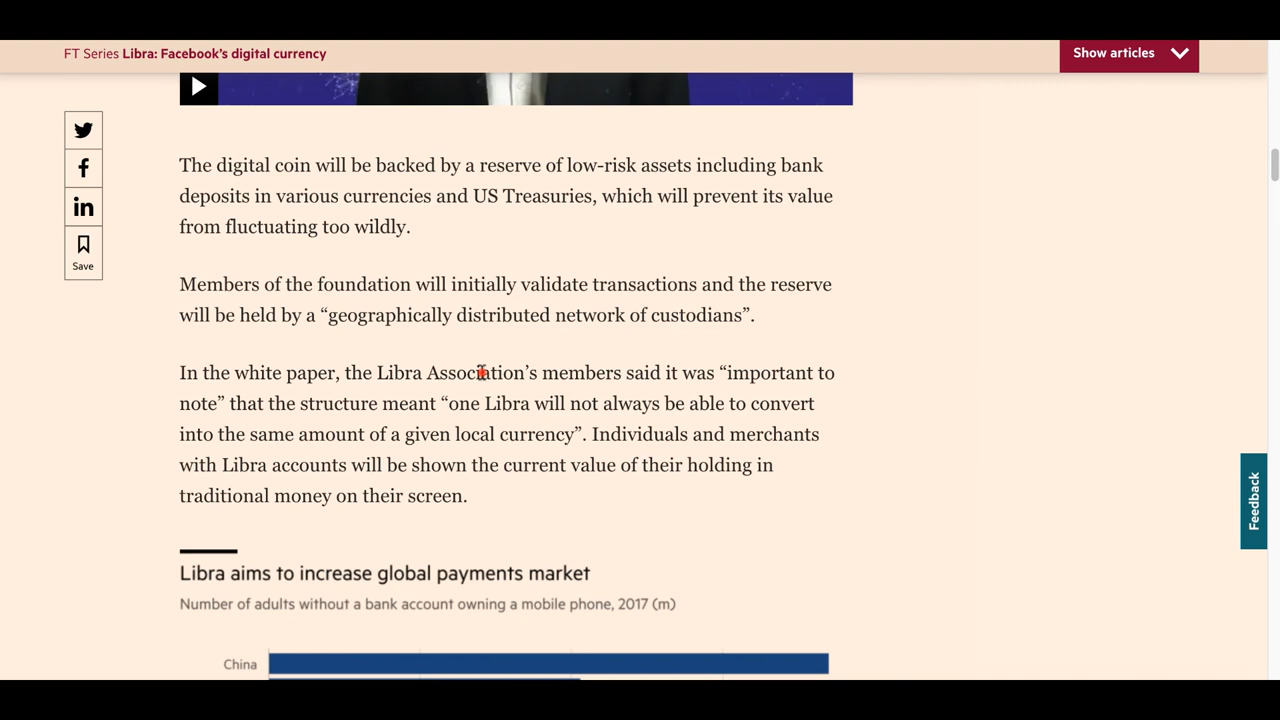 FT Series Libra: Facebook's digital currency
Show articles
Save
The digital coin will be backed by a reserve of low-risk assets including bank
deposits in various currencies and US Treasuries, which will prevent its value
from fluctuating too wildly.
Members of the foundation will initially validate transactions and the reserve
will be held by a “geographically distributed network of custodians”.
In the white paper, the Libra Association’s members said it was “important to
note” that the structure meant “one Libra will not always be able to convert
into the same amount of a given local currency”. Individuals and merchants
with Libra accounts will be shown the current value of their holding in
traditional money on their screen.
Feedback
Libra aims to increase global payments market
Number of adults without a bank account owning a mobile phone, 2017 (m)
China